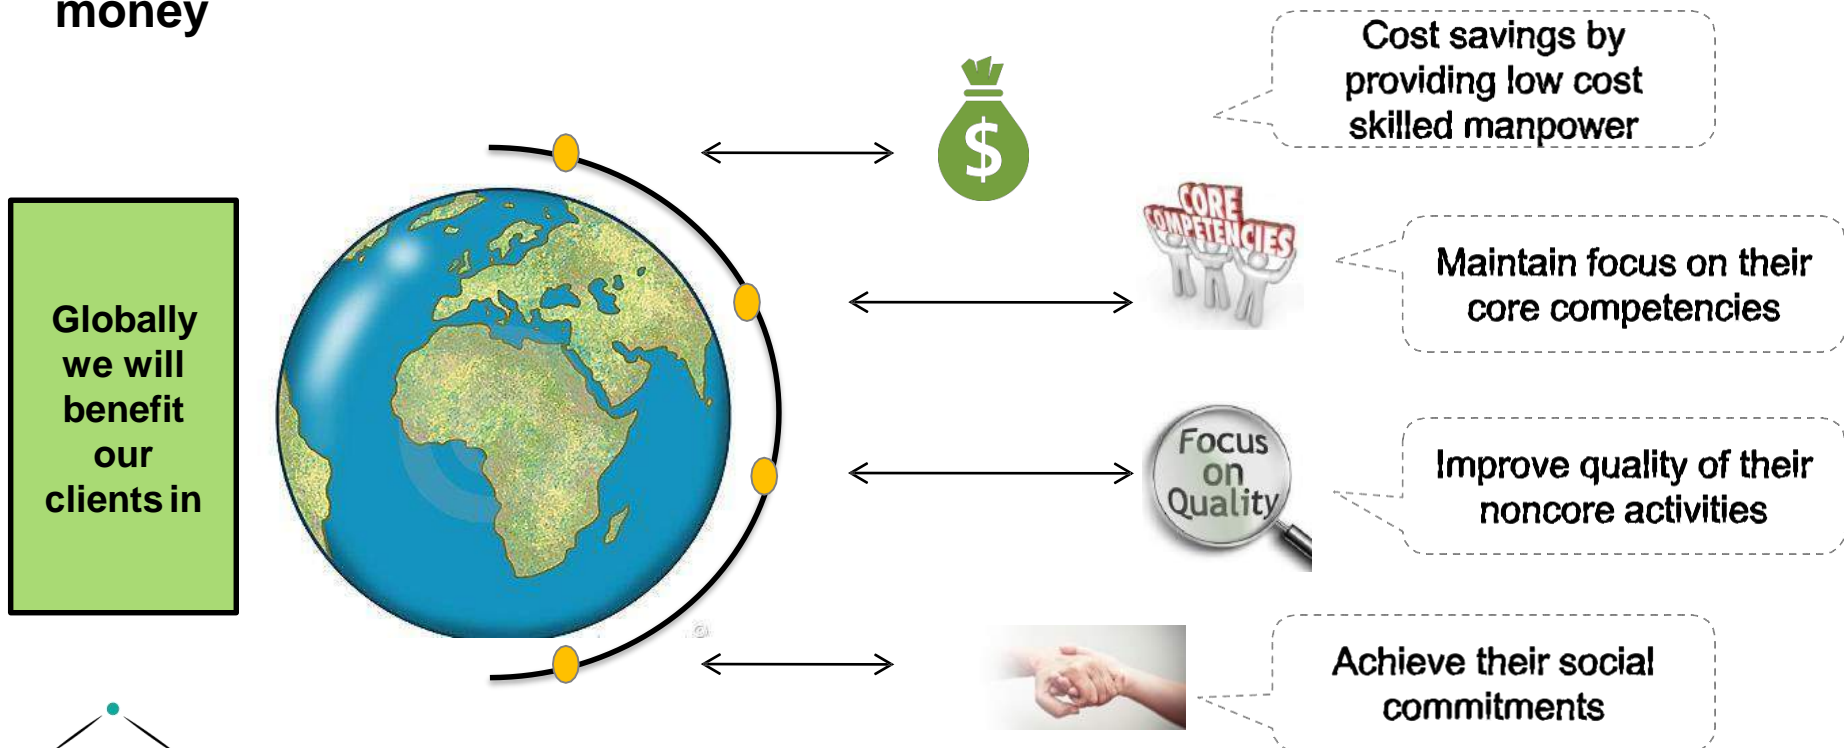 money
Cost savings by
providing low cost
skilled manpower
CORE
COMPETENCIES
Maintain focus on their
core competencies
Globally
we will
benefit
our
clients in
Focus
on
Quality
Improve quality of their
noncore activities
Achieve their social
commitments
$